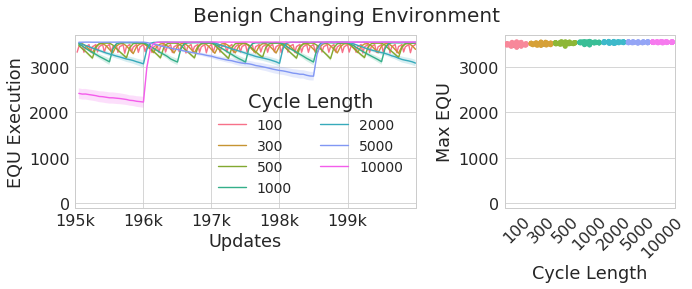 Benign Changing Environment
EQU Execution
3000
2000
1000
0
195k 196k 197k 198k 199k
Updates
Cycle Length
100
300
500
1000
2000
5000
10000
Max EQU
3000
2000
1000
0
100 300 500 1000 2000 5000 10000
Cycle Length